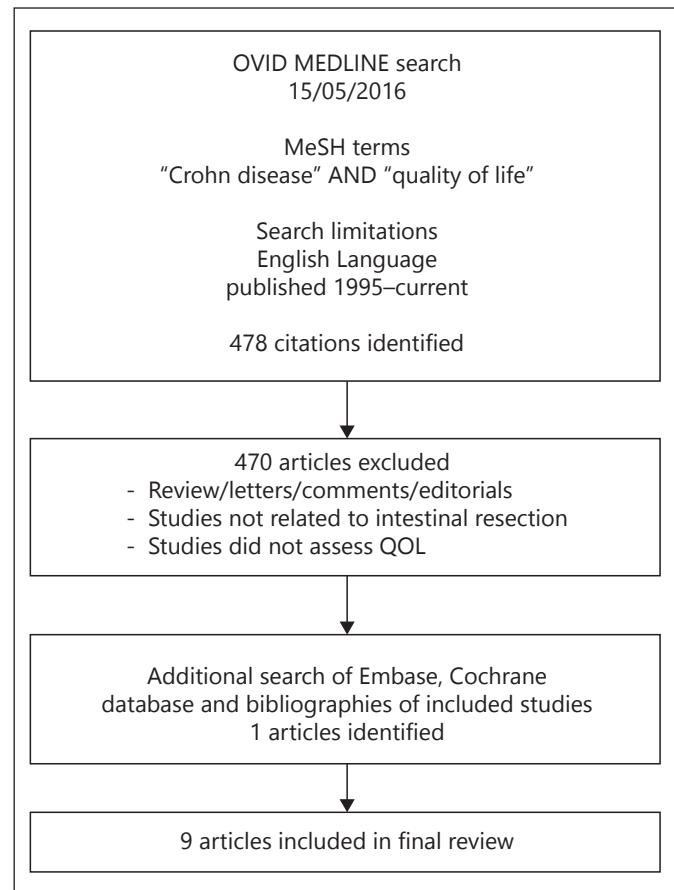 OVID MEDLINE search
15/05/2016
MeSH terms
“Crohn disease” AND “quality of life”
Search limitations
English Language
published 1995–current
478 citations identified
470 articles excluded
- Review/letters/comments/editorials
- Studies not related to intestinal resection
- Studies did not assess QOL
Additional search of Embase, Cochrane
database and bibliographies of included studies
1 articles identified
9 articles included in final review